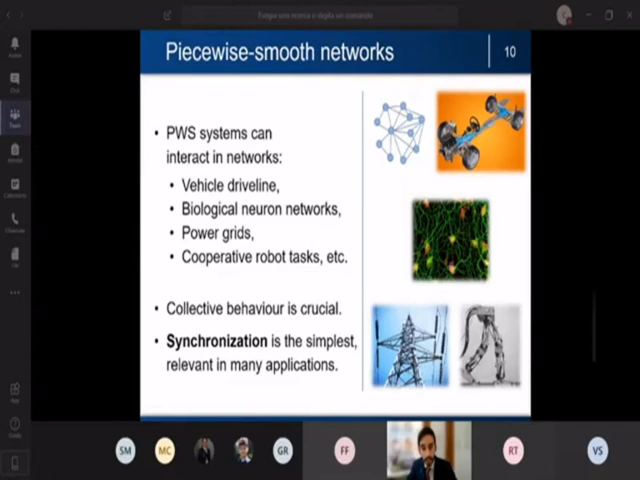 Piecewise-smooth networks
10
• PWS systems can
interact in networks:
• Vehicle driveline,
• Biological neuron networks,
• Power grids,
• Cooperative robot tasks, etc.
• Collective behaviour is crucial.
• Synchronization is the simplest,
relevant in many applications.
SM
MC
GR
FF
RT
VS